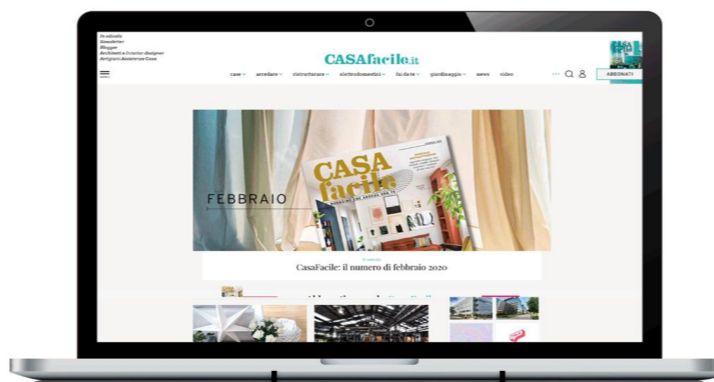 In edicola
Newsletter
Blogger
Architetti e Interior designer
Artigiani Assistenza Casa
CASAfacile.it
case
arredare
ristrutturare
elettrodomestici
fai da te
giardinaggio
news
video
ABBONATI
FEBBRAIO
CASA
facile
CasaFacile: il numero di febbraio 2020